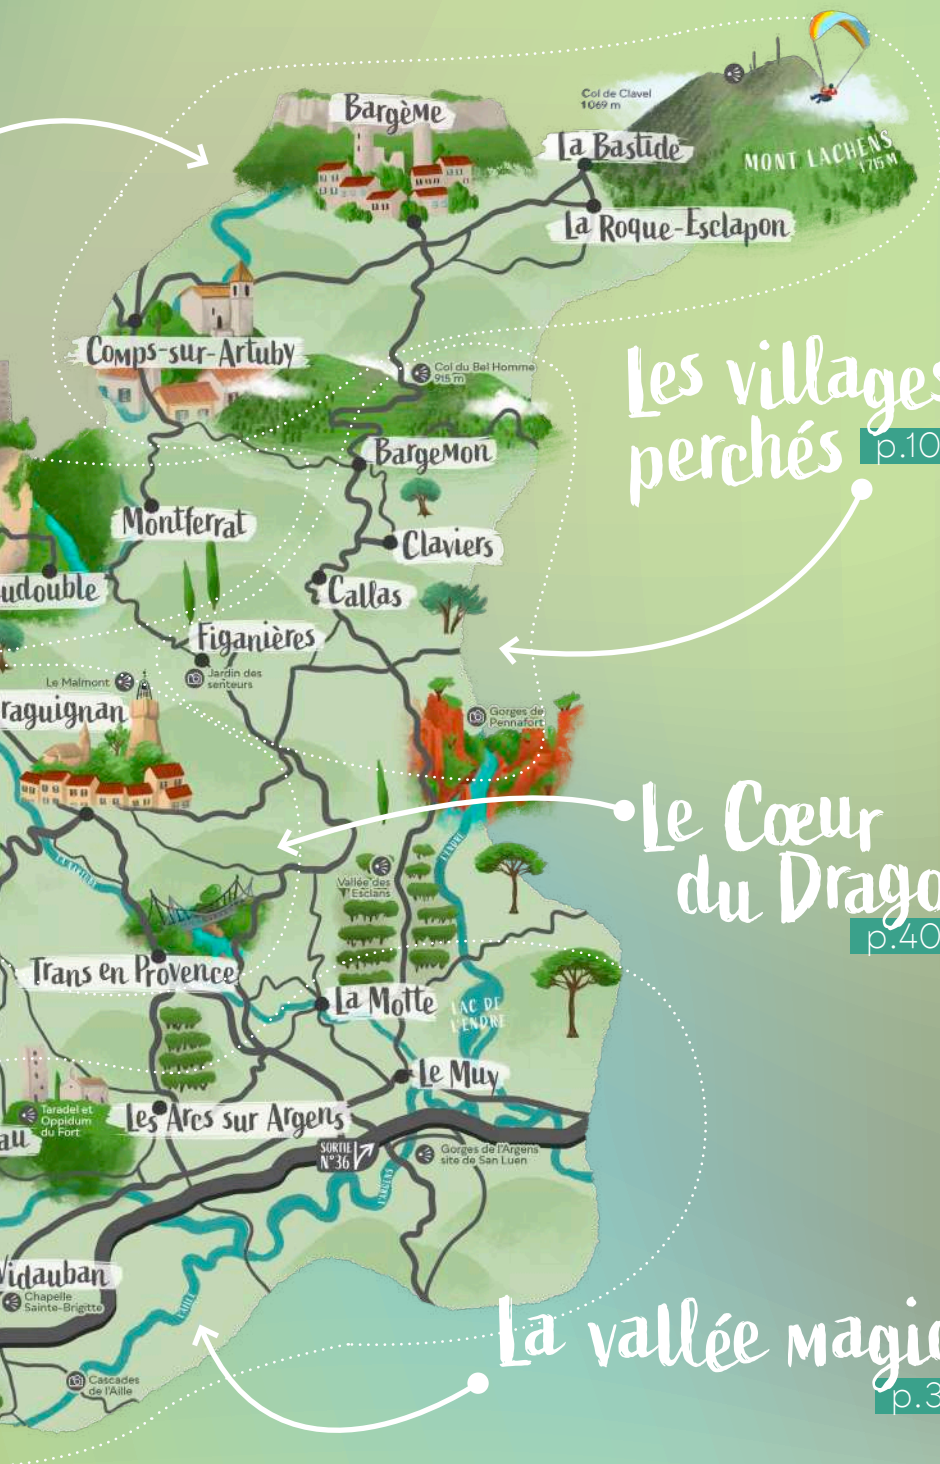 Bargème
Col de Clavel
1069 m
La Bastide
MONT LACHENS
1715 M
La Roque-Esclapon
Comps-sur-Artuby
Col du Bel Homme
915 m
Les villages
perchés
p.10
Bargemon
Montferrat
Claviers
udouble
Callas
Figanières
Jardin des
senteurs
Le Malmont
raguignan
Gorges de
Pennafort
Le Cœur
du Drago
p.40
L'ENDRE
Vallée des
Esclans
Trans en Provence
La Motte
LAC DE
L'ENDRE
Le Muy
Taradel et
Oppidum
du Fort
au
Les Arcs sur Argens
SORTIE
N°36
Gorges de l'Argens
site de San Luen
L'ARGENS
Vidauban
Chapelle
Sainte-Brigitte
L'AILLE
La vallée magi
p.3
Cascades
de l'Aille